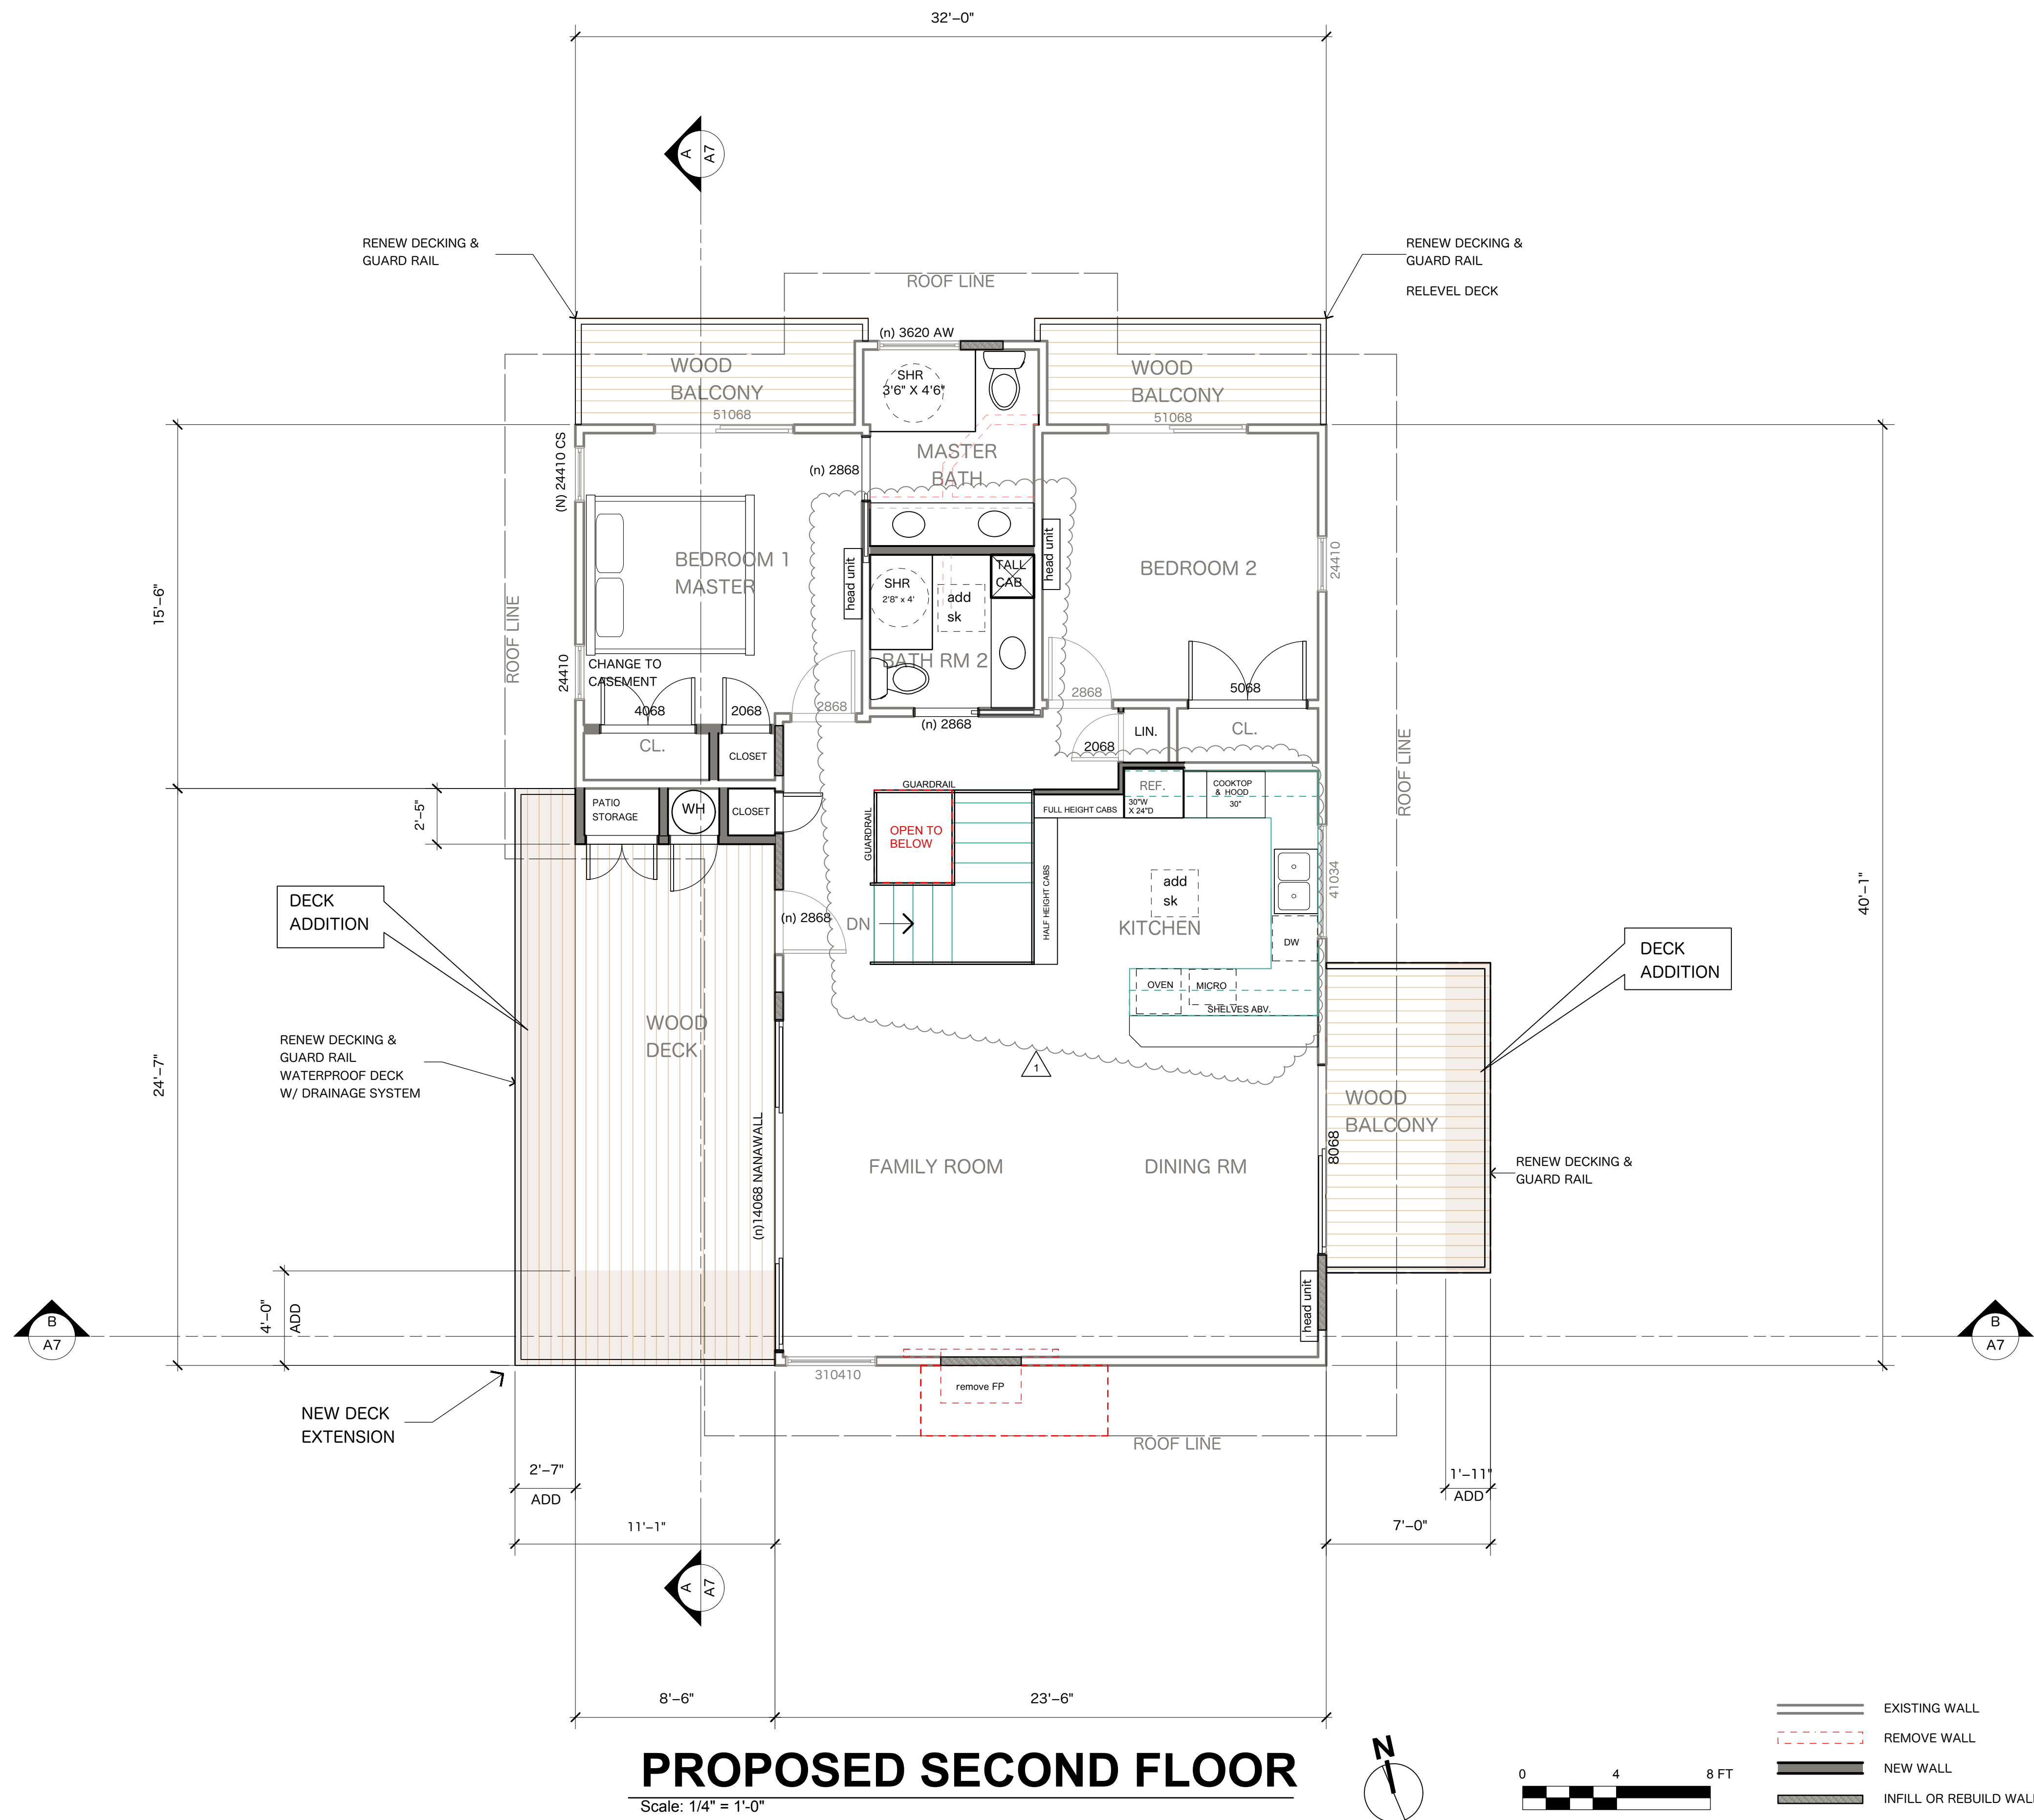 32'–0"
A
A7
RENEW DECKING &
GUARD RAIL
RENEW DECKING &
GUARD RAIL
RELEVEL DECK
ROOF LINE
(n) 3620 AW
WOOD
BALCONY
51068
SHR
3'6" X 4'6"
WOOD
BALCONY
51068
(N) 24410 CS
(n) 2868
MASTER
BATH
BEDROOM 1
MASTER
head unit
head unit
BEDROOM 2
24410
SHR
2'8" x 4'
add
sk
TALL
CAB
BATH RM 2
15'–6"
ROOF LINE
24410
CHANGE TO
CASEMENT
4068
2068
2868
(n) 2868
2868
5068
CL.
CLOSET
2068
LIN.
CL.
ROOF LINE
2'–5"
PATIO
STORAGE
WH
CLOSET
GUARDRAIL
GUARDRAIL
OPEN TO
BELOW
FULL HEIGHT CABS
REF.
30"W
X 24"D
COOKTOP
& HOOD
30"
HALF HEIGHT CABS
add
sk
41034
KITCHEN
DECK
ADDITION
(n) 2868
DN
DW
40'–1"
DECK
ADDITION
OVEN
MICRO
SHELVES ABV.
WOOD
DECK
RENEW DECKING &
GUARD RAIL
WATERPROOF DECK
W/ DRAINAGE SYSTEM
24'–7"
1
(n)14068 NANAWALL
WOOD
BALCONY
8068
FAMILY ROOM
DINING RM
RENEW DECKING &
GUARD RAIL
4'–0"
ADD
head unit
B
A7
B
A7
310410
remove FP
NEW DECK
EXTENSION
ROOF LINE
2'–7"
ADD
1'–11"
ADD
11'–1"
7'–0"
A
A7
8'–6"
23'–6"
PROPOSED SECOND FLOOR
Scale: 1/4" = 1'-0"
N
0 4 8 FT
EXISTING WALL
REMOVE WALL
NEW WALL
INFILL OR REBUILD WALL